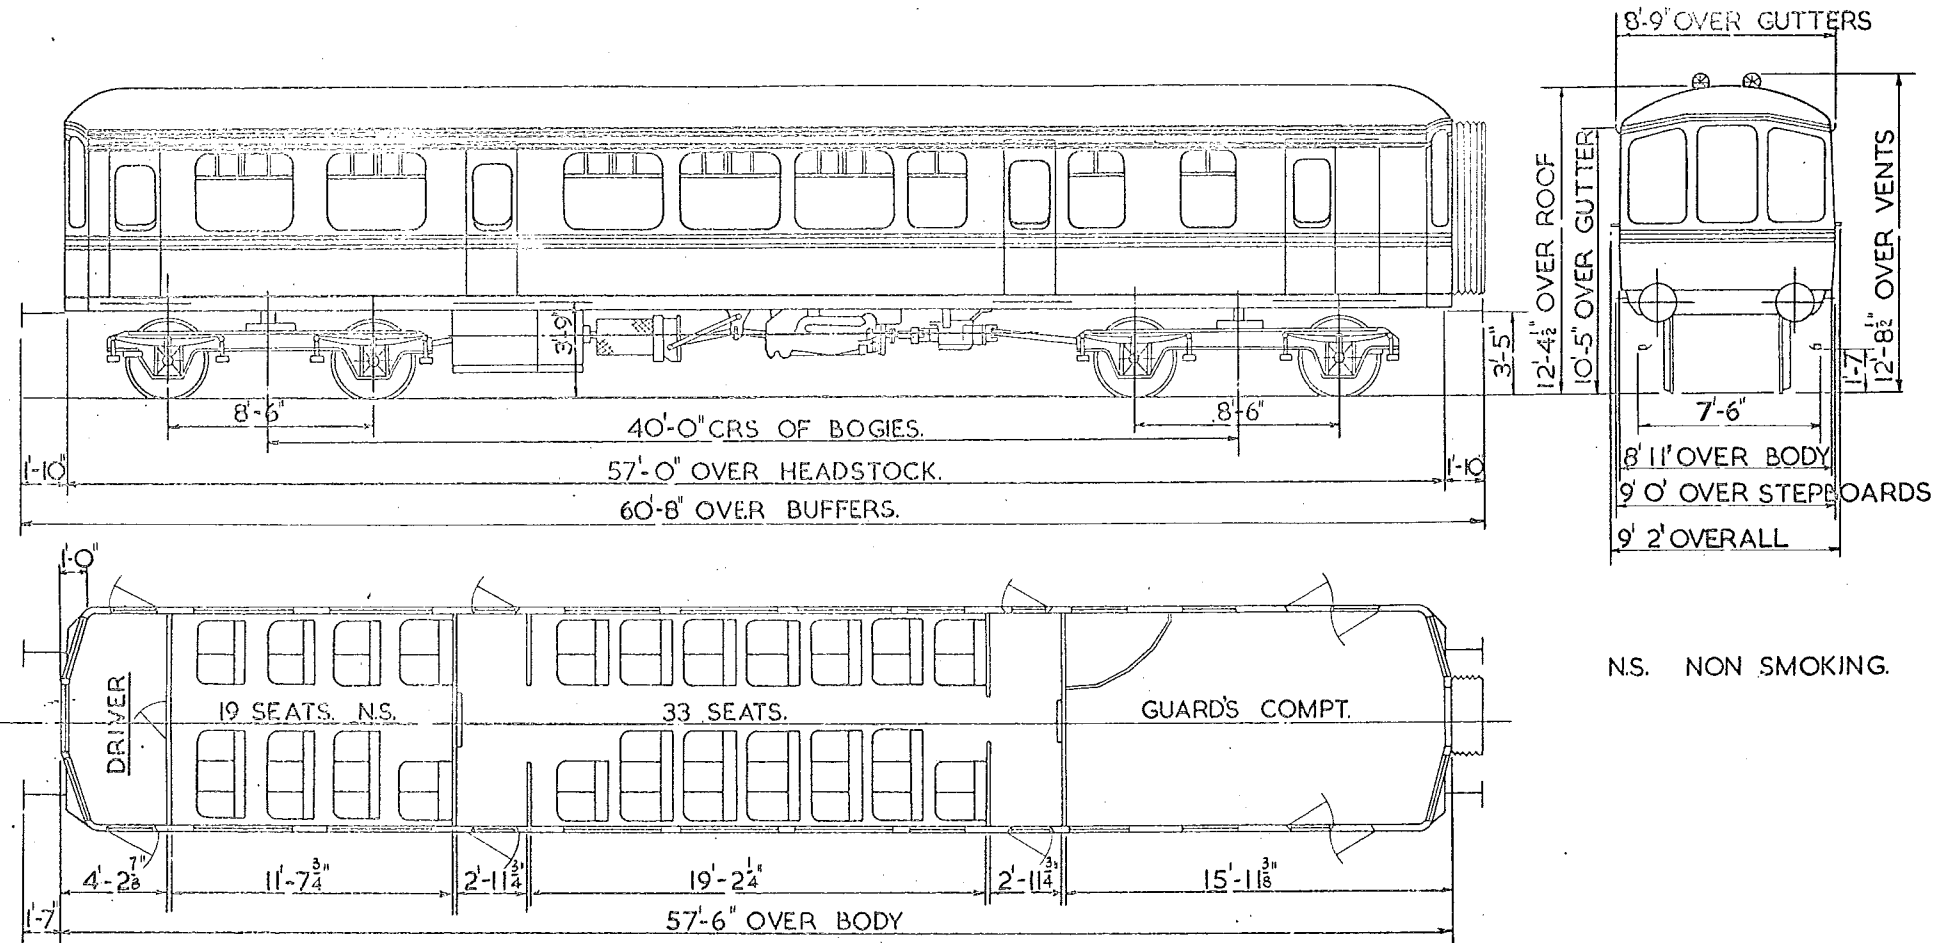 8'-9" OVER GUTTERS
12'-4½" OVER ROOF
10'-5" OVER GUTTER
12'-8½" OVER VENTS
3'-5"
1'-7"
3'-9"
8'-6"
8'-6"
7'-6"
40'-0" CRS OF BOGIES.
8' 11' OVER BODY
1'-10"
57'-0" OVER HEADSTOCK.
1'-10
9' 0' OVER STEPBOARDS
60'-8" OVER BUFFERS.
9' 2' OVERALL
1'-0"
N.S. NON SMOKING.
DRIVER
19 SEATS. N.S.
33 SEATS.
GUARD'S COMPT.
4'-2⅞"
11'-7¾"
2'-11¾"
19'-2¼"
2'-11¾"
15'-11⅜"
1'-7"
57'-6" OVER BODY